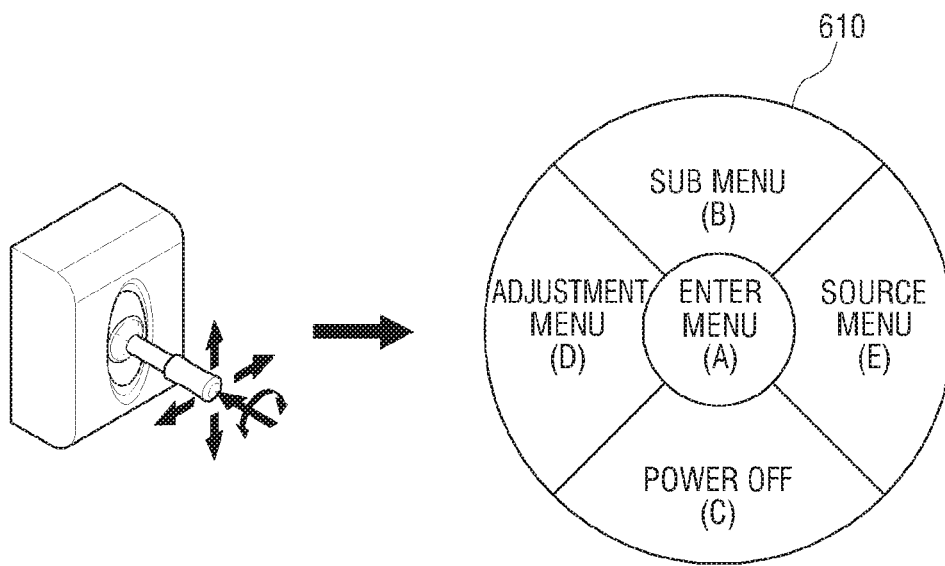 610
SUB MENU
(B)
ADJUSTMENT
MENU
(D)
ENTER
MENU
(A)
SOURCE
MENU
(E)
POWER OFF
(C)